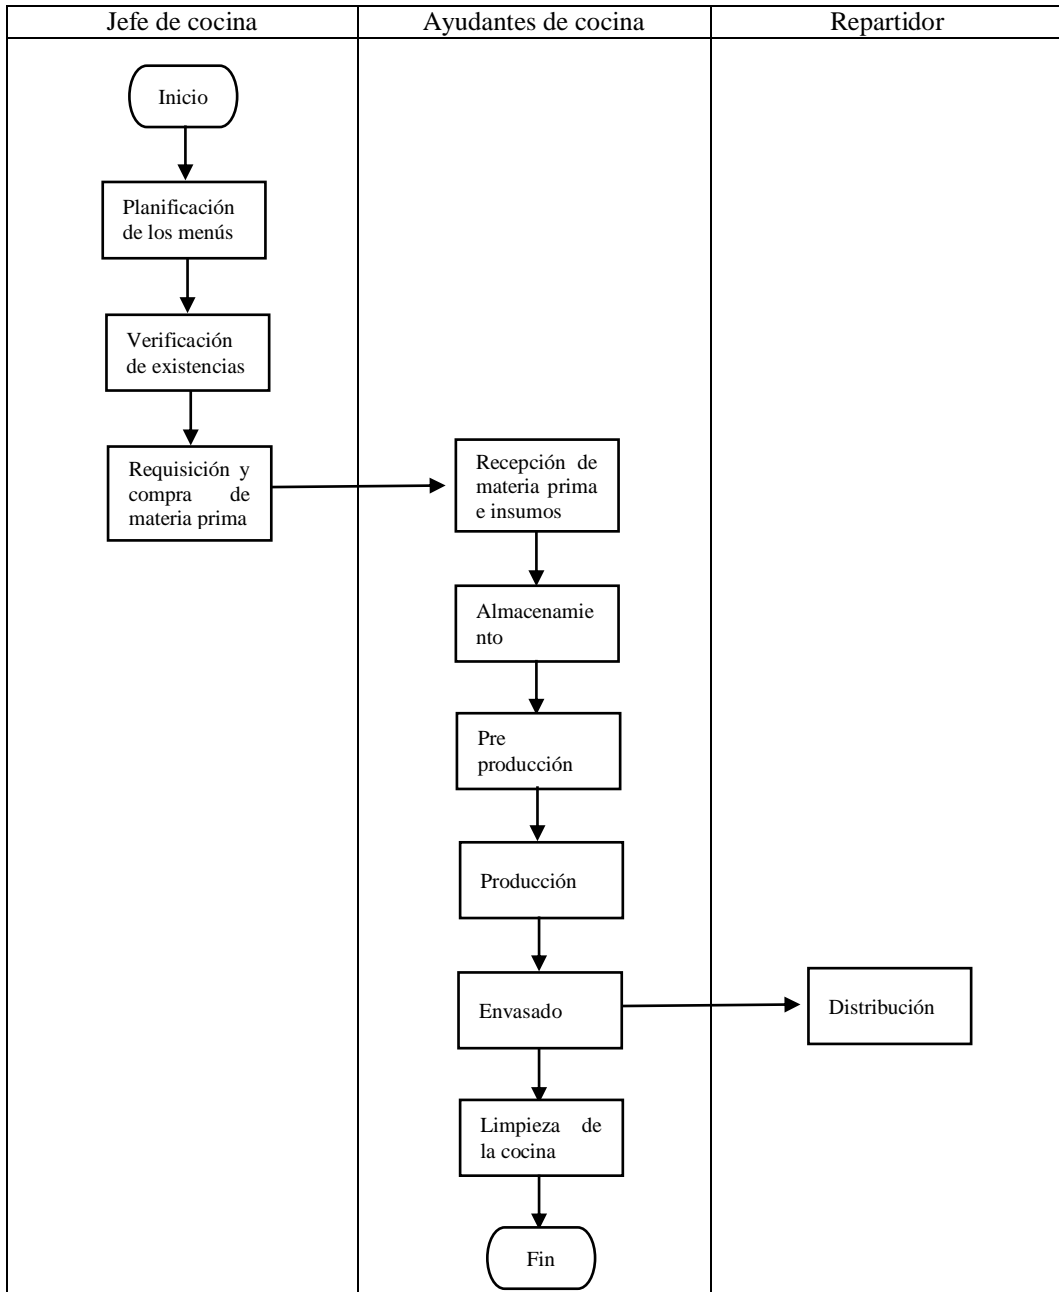 Jefe de cocina
Ayudantes de cocina
Repartidor
Inicio
Planificación
de los menús
Verificación
de existencias
Requisición y
compra de
materia prima
Recepción de
materia prima
e insumos
Almacenamie
nto
Pre
producción
Producción
Envasado
Distribución
Limpieza de
la cocina
Fin